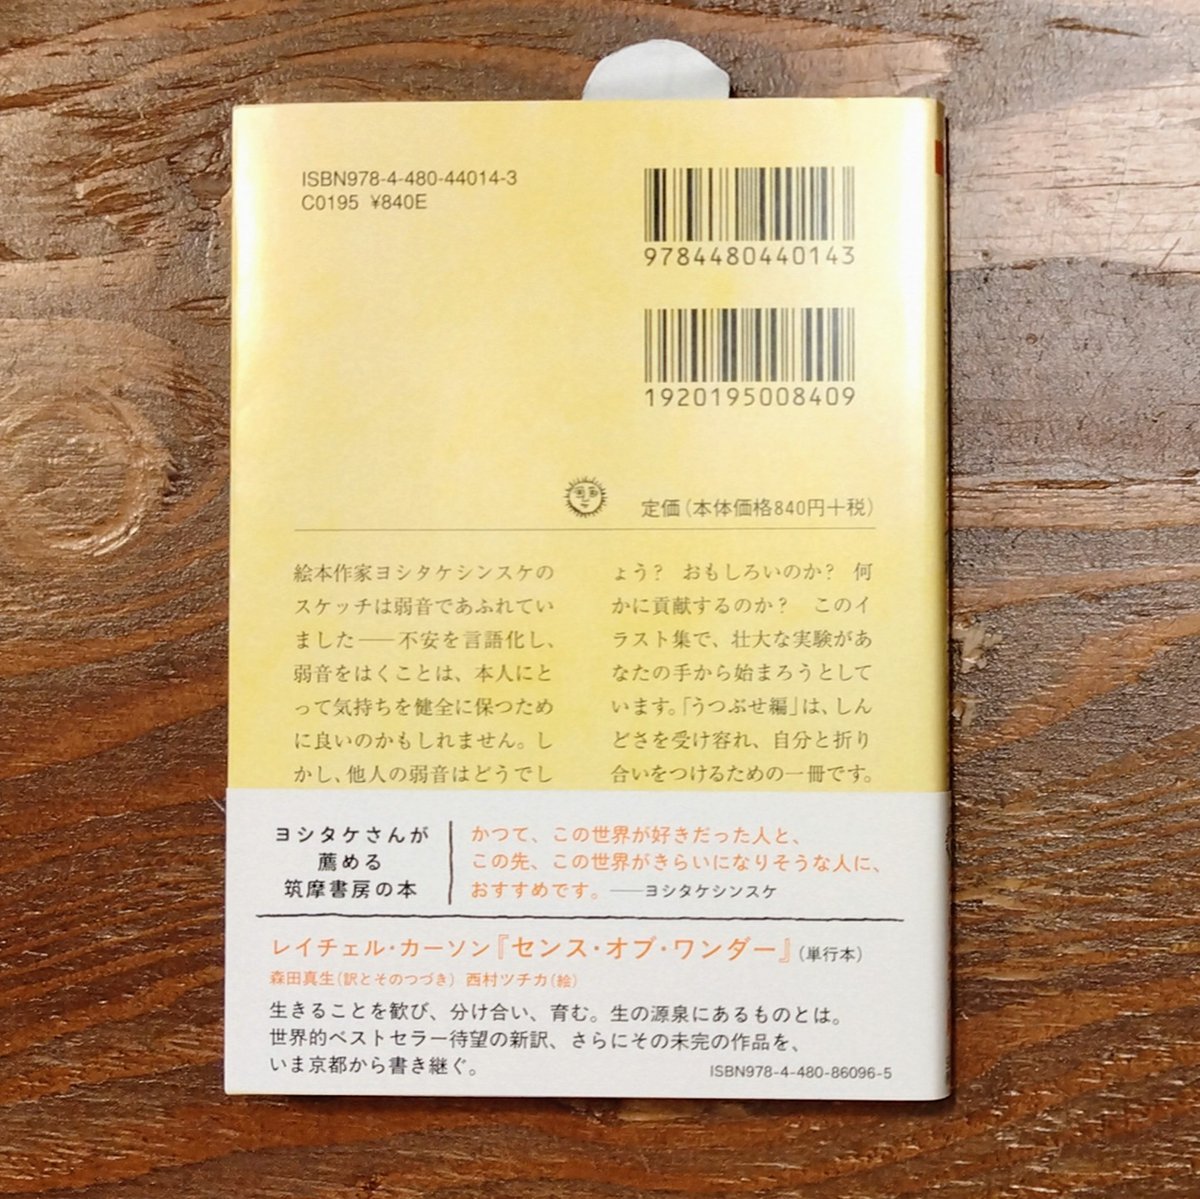 ISBN978-4-480-44014-3
C0195 ¥840E
9784480440143
1920195008409
定価(本体価格840円+税)
絵本作家ヨシタケシンスケの
スケッチは弱音であふれてい
ました――不安を言語化し、
弱音をはくことは、本人にと
って気持ちを健全に保つため
に良いのかもしれません。し
かし、他人の弱音はどうでし
ょう? おもしろいのか? 何
かに貢献するのか? このイ
ラスト集で、壮大な実験があ
なたの手から始まろうとして
います。「うつぶせ編」は、しん
どさを受け容れ、自分と折り
合いをつけるための一冊です。
ヨシタケさんが
薦める
筑摩書房の本
かつて、この世界が好きだった人と、
この先、この世界がきらいになりそうな人に、
おすすめです。――ヨシタケシンスケ
レイチェル・カーソン『センス・オブ・ワンダー』(単行本)
森田真生(訳とそのつづき) 西村ツチカ(絵)
生きることを歓び、分け合い、育む。生の源泉にあるものとは。
世界的ベストセラー待望の新訳、さらにその未完の作品を、
いま京都から書き継ぐ。
ISBN978-4-480-86096-5